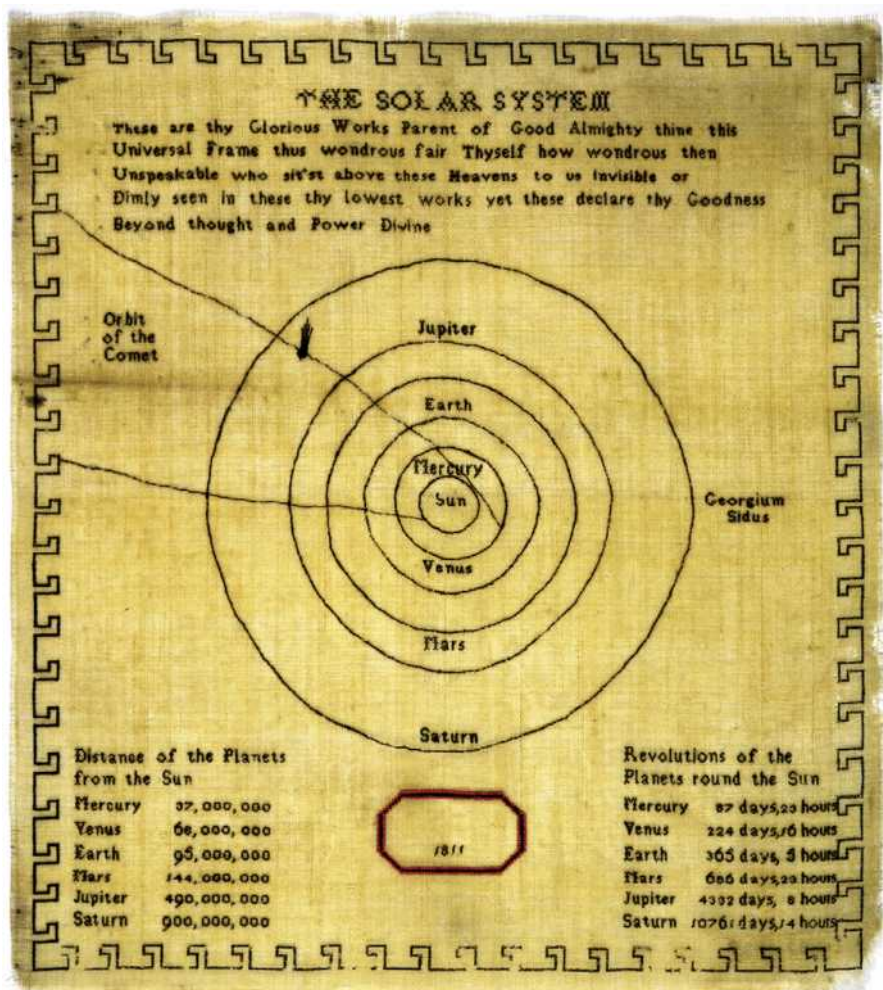 THE SOLAR SYSTEM
These are thy Glorious Works Parent of Good Almighty thine this
Universal Frame thus wondrous fair Thyself how wondrous then
Unspeakable who sit'st above these Heavens to us invisible or
Dimly seen in these thy lowest works yet these declare thy Goodness
Beyond thought and Power Divine
Orbit
of the
Comet
Jupiter
Earth
Mercury
Sun
Venus
Mars
Saturn
Georgium
Sidus
Distance of the Planets
from the Sun
Mercury 37,000,000
Venus 68,000,000
Earth 95,000,000
Mars 144,000,000
Jupiter 490,000,000
Saturn 900,000,000
1811
Revolutions of the
Planets round the Sun
Mercury 87 days,23 hours
Venus 224 days,16 hours
Earth 365 days, 5 hours
Mars 686 days,23 hours
Jupiter 4332 days, 8 hours
Saturn 10761 days,14 hours